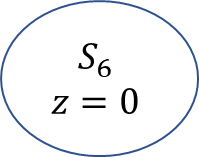 S₆
z = 0